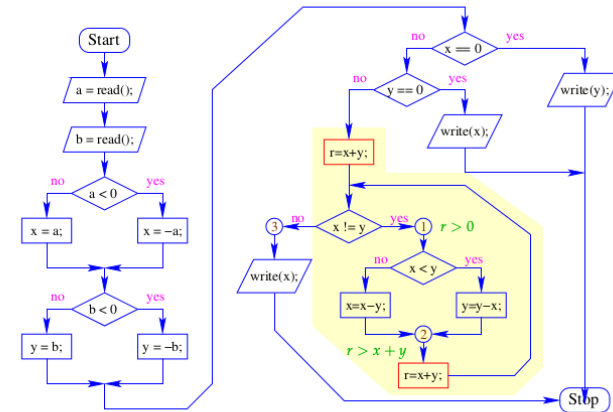 Start
a = read();
b = read();
no
a < 0
yes
x = a;
x = −a;
no
b < 0
yes
y = b;
y = −b;
no
x == 0
yes
no
y == 0
yes
write(y);
write(x);
r=x+y;
3
no
x != y
yes
1
r > 0
write(x);
no
x < y
yes
x=x−y;
y=y−x;
2
r > x + y
r=x+y;
Stop